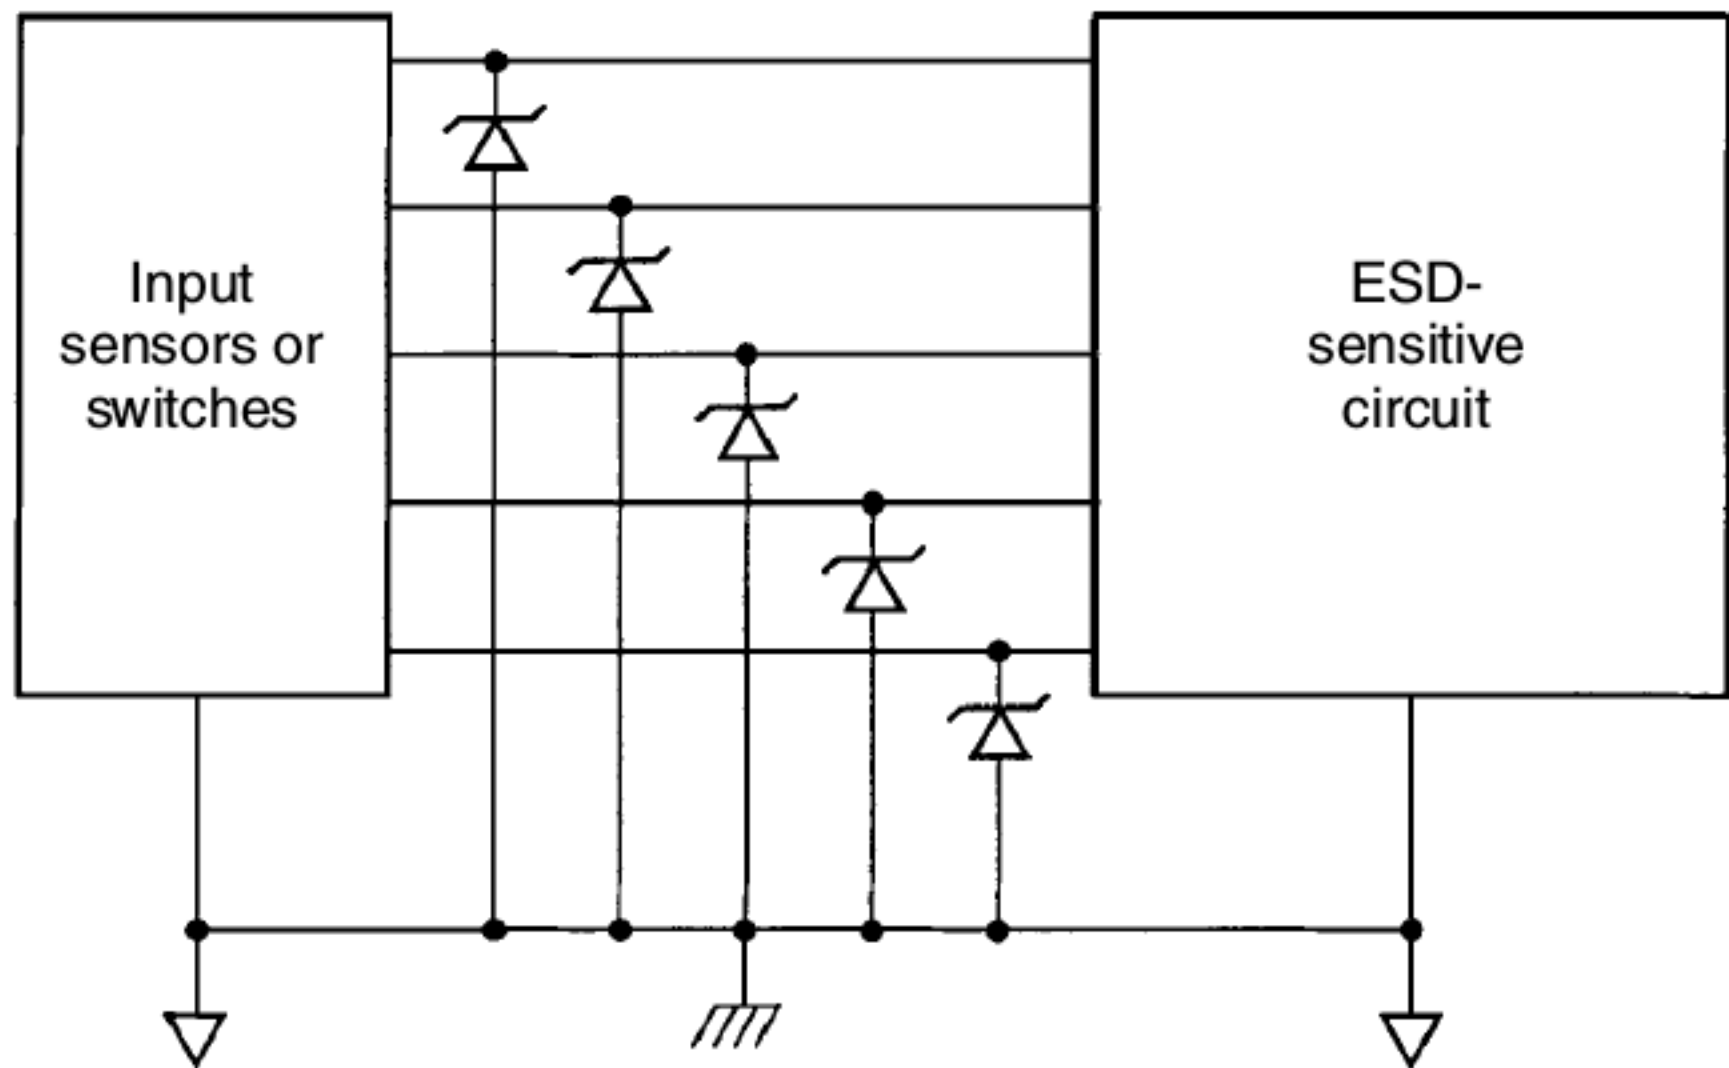 Input
sensors or
switches
ESD-
sensitive
circuit